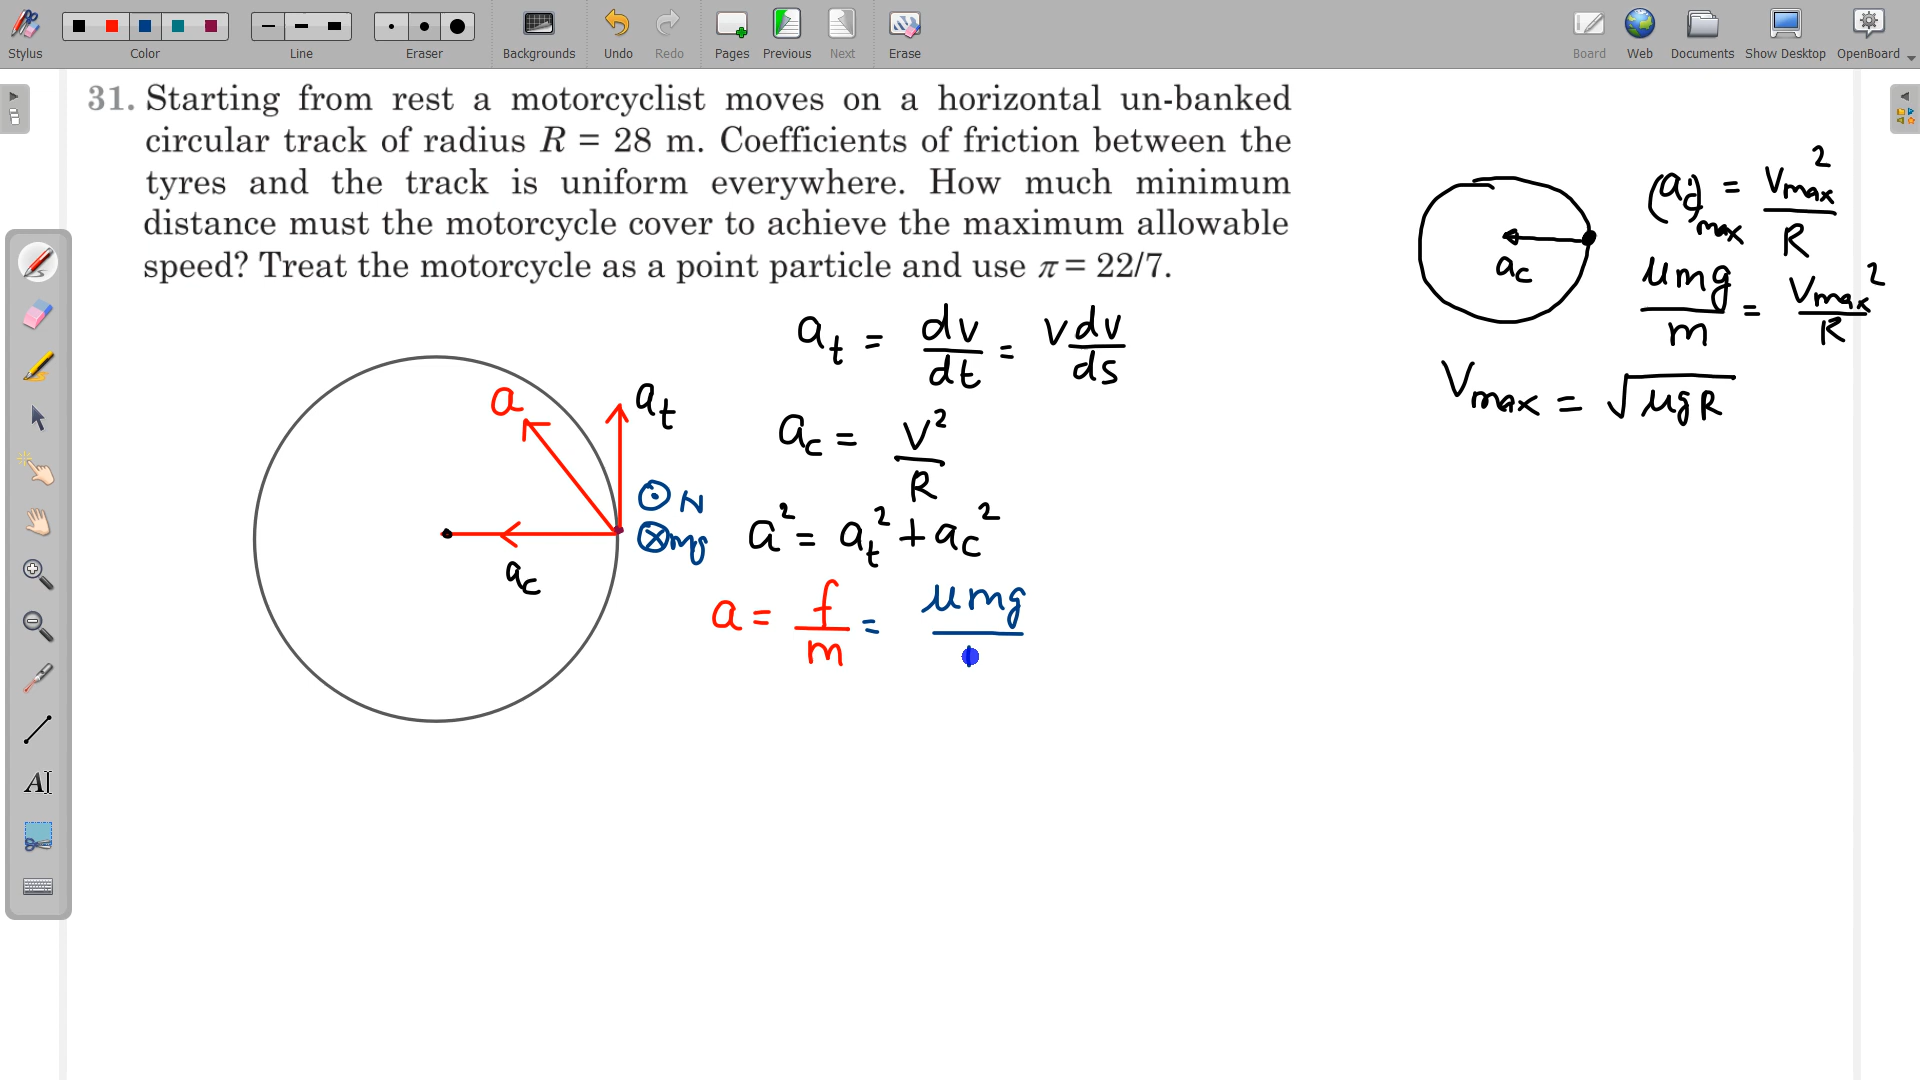 Stylus Color Line Eraser Backgrounds Undo Redo Pages Previous Next Erase Board Web Documents Show Desktop OpenBoard
31. Starting from rest a motorcyclist moves on a horizontal un-banked
circular track of radius R = 28 m. Coefficients of friction between the
tyres and the track is uniform everywhere. How much minimum
distance must the motorcycle cover to achieve the maximum allowable
speed? Treat the motorcycle as a point particle and use π = 22/7.
a_t = dv/dt = v dv/ds
a_c = v²/R
a² = a_t² + a_c²
a = f/m = μmg/
a
a_t
N
mg
a_c
a_c
(a_c)_max = V_max²/R
μmg/m = V_max²/R
V_max = √μgR
AI